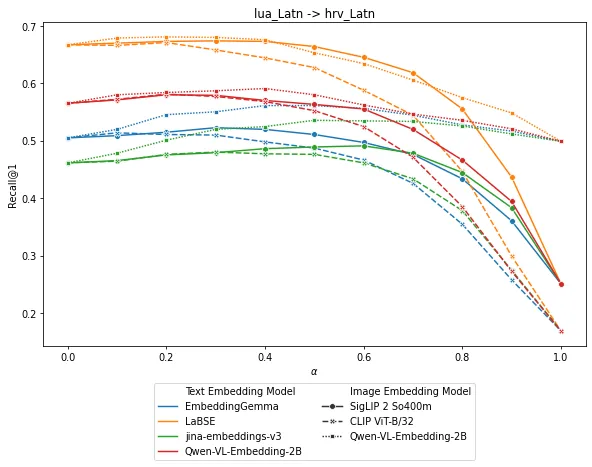 lua_Latn -> hrv_Latn
0.7
0.6
0.5
0.4
0.3
0.2
Recall@1
0.0 0.2 0.4 0.6 0.8 1.0
α
Text Embedding Model Image Embedding Model
EmbeddingGemma SigLIP 2 So400m
LaBSE CLIP ViT-B/32
jina-embeddings-v3 Qwen-VL-Embedding-2B
Qwen-VL-Embedding-2B